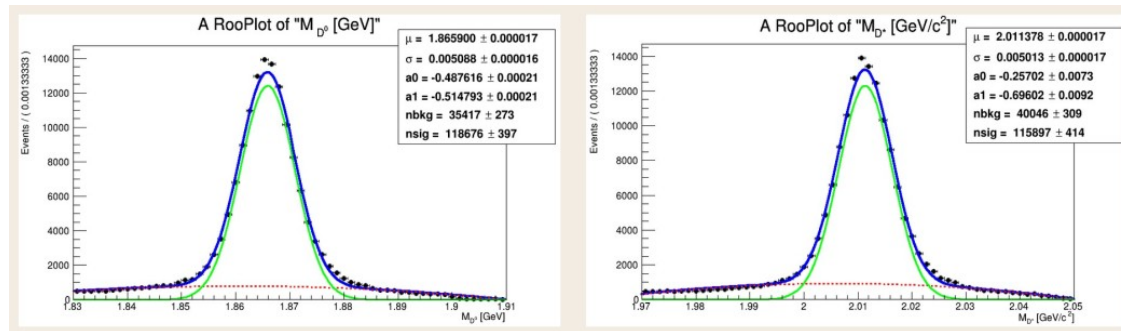 A RooPlot of "M D⁰ [GeV]"
μ = 1.865900 ± 0.000017
σ = 0.005088 ± 0.000016
a0 = -0.487616 ± 0.00021
a1 = -0.514793 ± 0.00021
nbkg = 35417 ± 273
nsig = 118676 ± 397
Events / ( 0.00133333 )
14000
12000
10000
8000
6000
4000
2000
0
1.83 1.84 1.85 1.86 1.87 1.88 1.89 1.9 1.91
M D⁰ [GeV]
A RooPlot of "M D* [GeV/c²]"
μ = 2.011378 ± 0.000017
σ = 0.005013 ± 0.000017
a0 = -0.25702 ± 0.0073
a1 = -0.69602 ± 0.0092
nbkg = 40046 ± 309
nsig = 115897 ± 414
Events / ( 0.00133333 )
14000
12000
10000
8000
6000
4000
2000
0
1.97 1.98 1.99 2 2.01 2.02 2.03 2.04 2.05
M D* [GeV/c²]